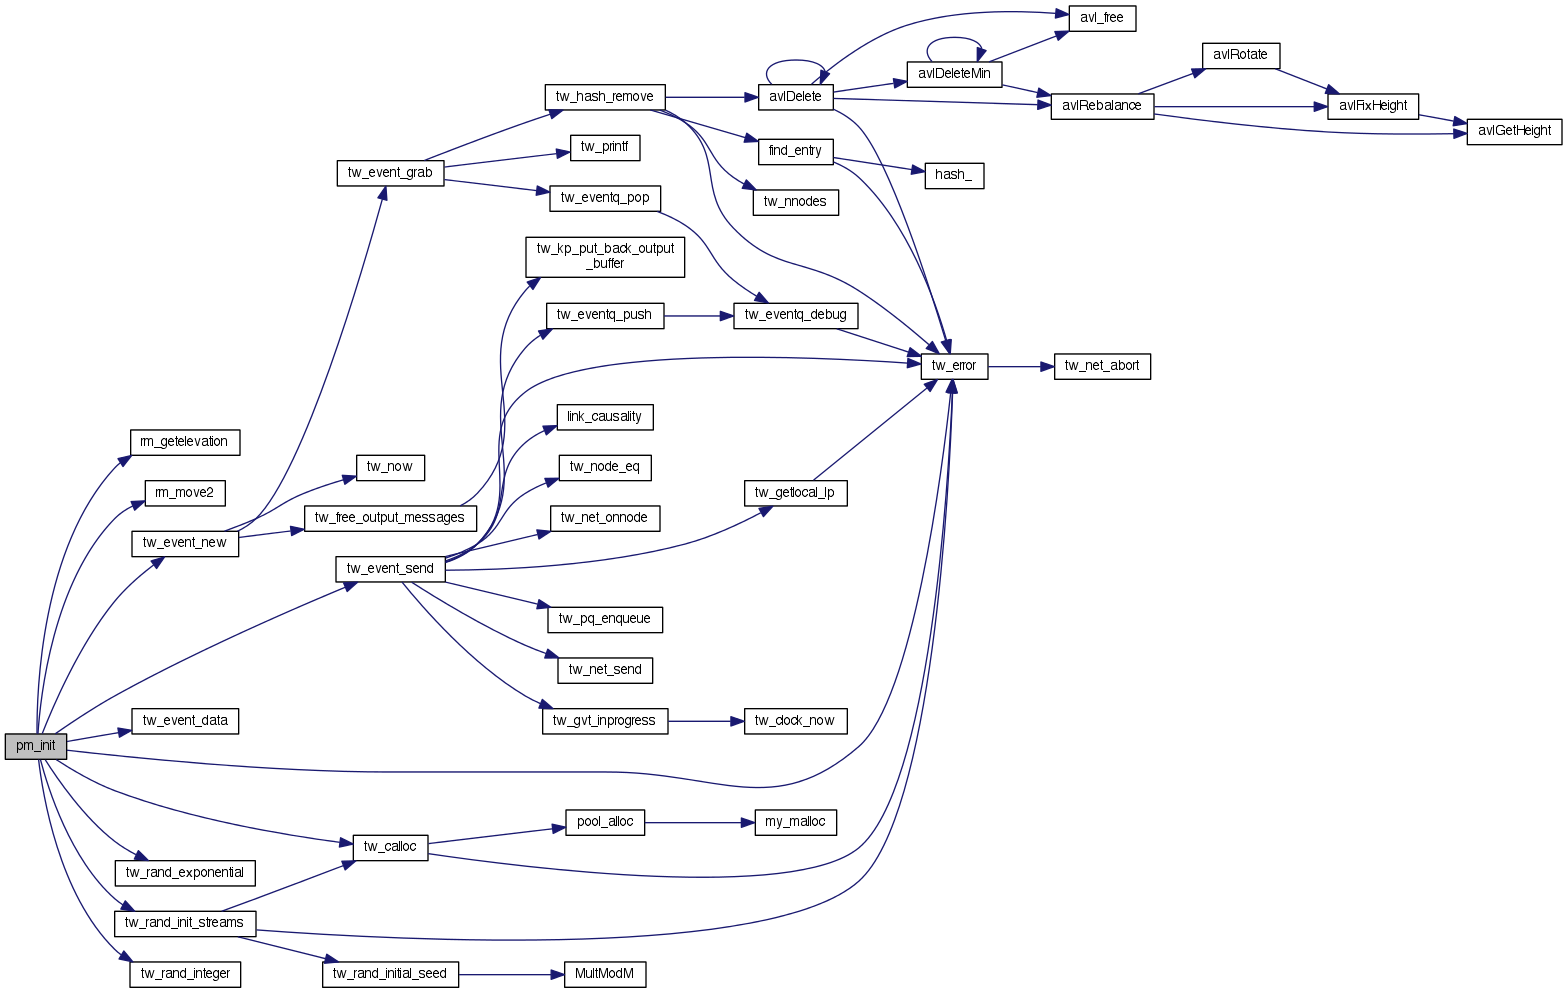 avl_free
avlRotate
avlDeleteMin
tw_hash_remove
avlDelete
avlRebalance
avlFixHeight
avlGetHeight
tw_printf
find_entry
tw_event_grab
hash_
tw_eventq_pop
tw_nnodes
tw_kp_put_back_output
_buffer
tw_eventq_push
tw_eventq_debug
tw_error
tw_net_abort
link_causality
rm_getelevation
tw_now
tw_node_eq
rm_move2
tw_getlocal_lp
tw_free_output_messages
tw_net_onnode
tw_event_new
tw_event_send
tw_pq_enqueue
tw_net_send
tw_event_data
tw_gvt_inprogress
tw_clock_now
pm_init
pool_alloc
my_malloc
tw_calloc
tw_rand_exponential
tw_rand_init_streams
tw_rand_integer
tw_rand_initial_seed
MultModM